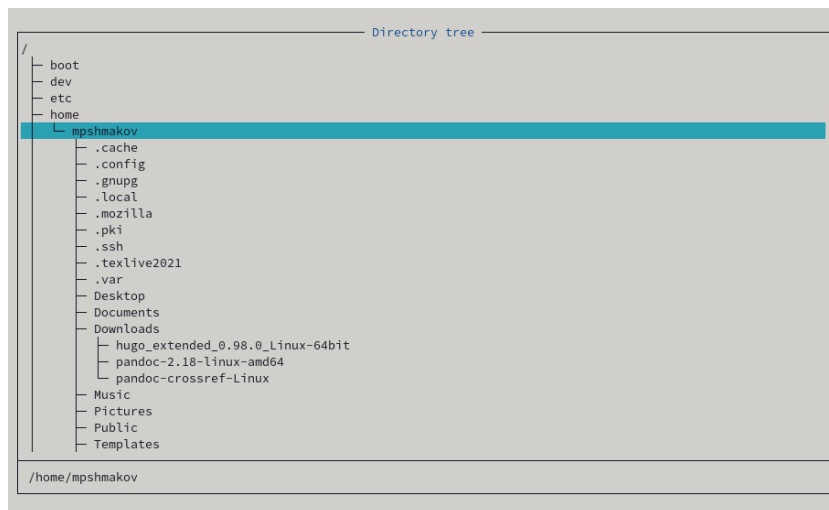 Directory tree
/
boot
dev
etc
home
mpshmakov
.cache
.config
.gnupg
.local
.mozilla
.pki
.ssh
.texlive2021
.var
Desktop
Documents
Downloads
hugo_extended_0.98.0_Linux-64bit
pandoc-2.18-linux-amd64
pandoc-crossref-Linux
Music
Pictures
Public
Templates
/home/mpshmakov